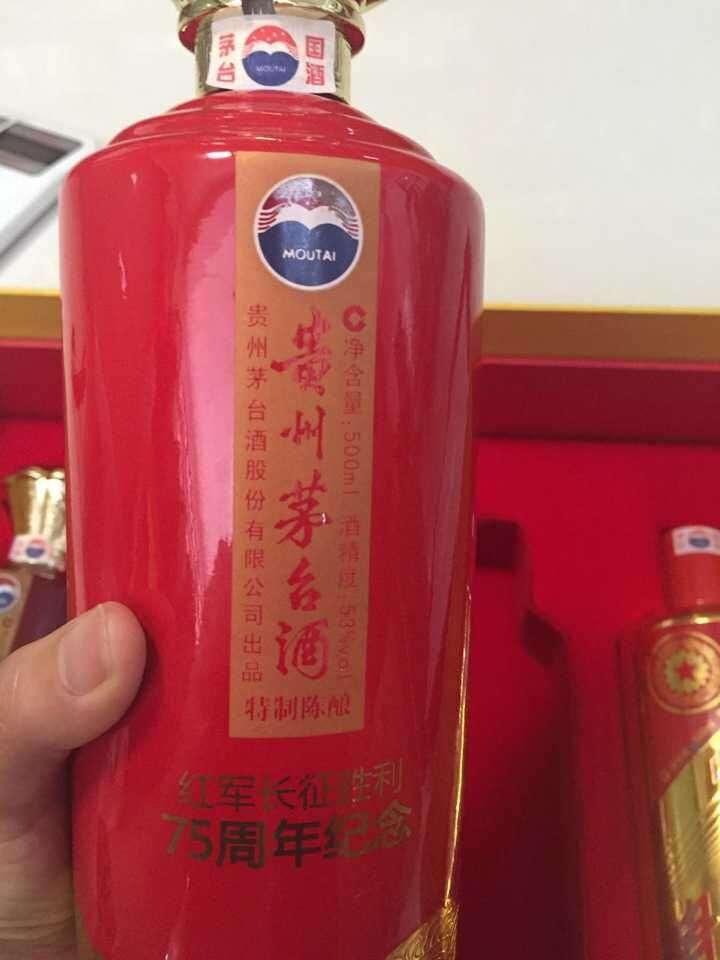 茅台 国酒
MOUTAI
MOUTAI
贵州茅台酒
净含量:500ml 酒精度:53%vol
贵州茅台酒股份有限公司出品
特制陈酿
红军长征胜利
75周年纪念